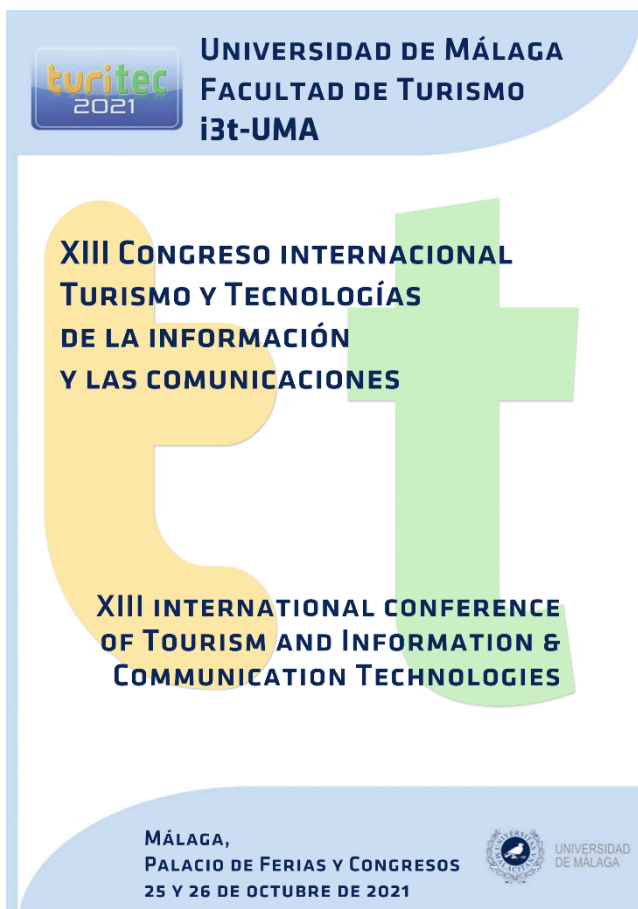 turitec
2021
UNIVERSIDAD DE MÁLAGA
FACULTAD DE TURISMO
i3t-UMA
XIII CONGRESO INTERNACIONAL
TURISMO Y TECNOLOGÍAS
DE LA INFORMACIÓN
Y LAS COMUNICACIONES
XIII INTERNATIONAL CONFERENCE
OF TOURISM AND INFORMATION &
COMMUNICATION TECHNOLOGIES
MÁLAGA,
PALACIO DE FERIAS Y CONGRESOS
25 Y 26 DE OCTUBRE DE 2021
UNIVERSIDAD
DE MÁLAGA